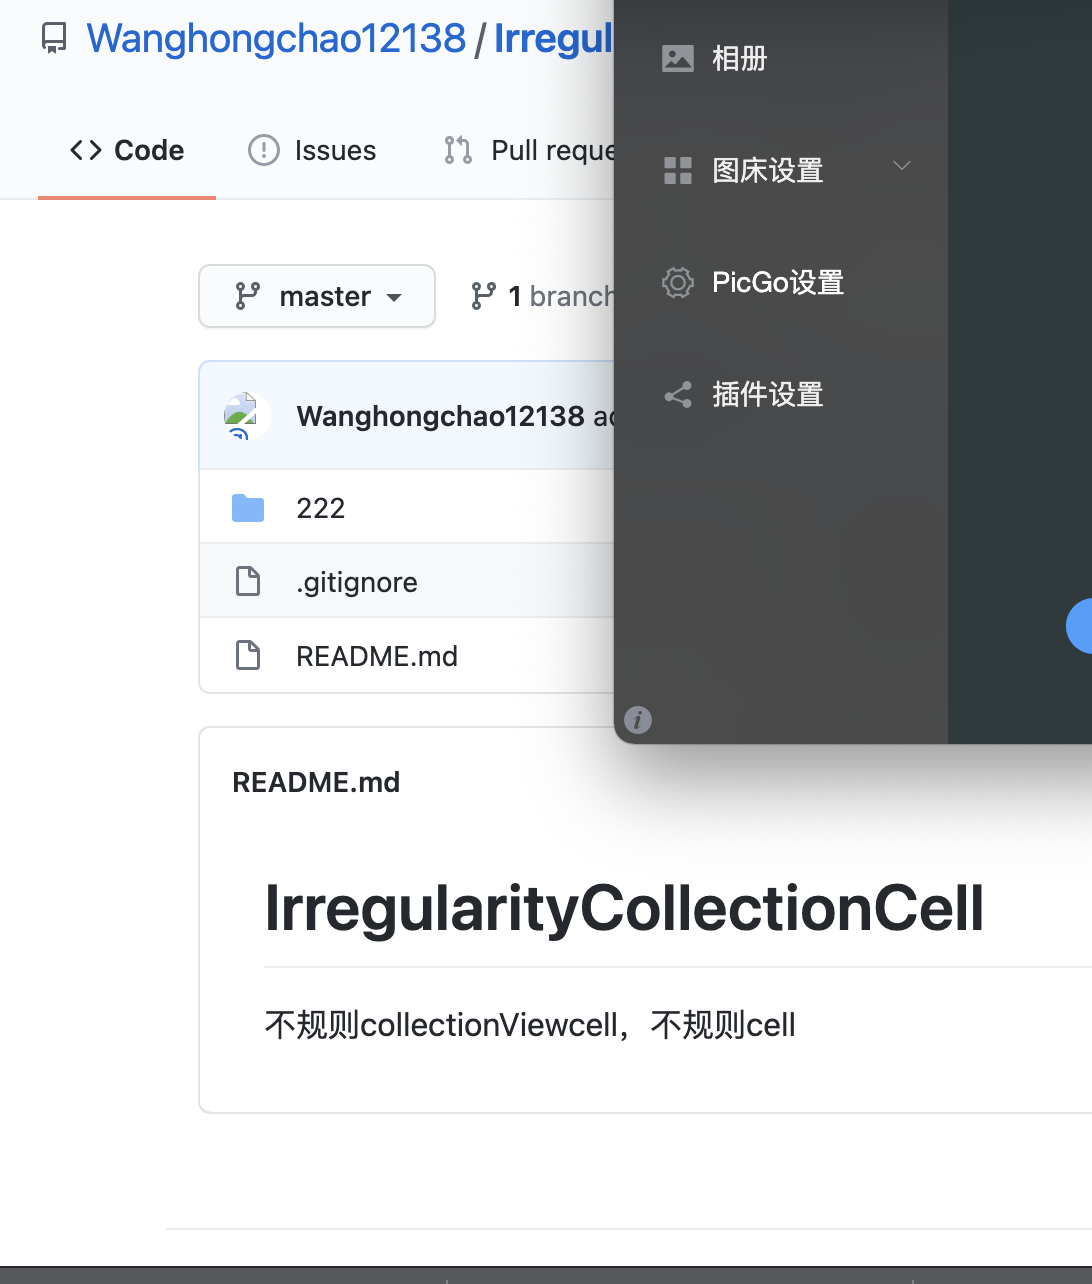 Wanghongchao12138 / Irregul
Code
Issues
Pull reque
master
1 branch
Wanghongchao12138 ad
222
.gitignore
README.md
README.md
IrregularityCollectionCell
不规则collectionViewcell，不规则cell
相册
图床设置
PicGo设置
插件设置